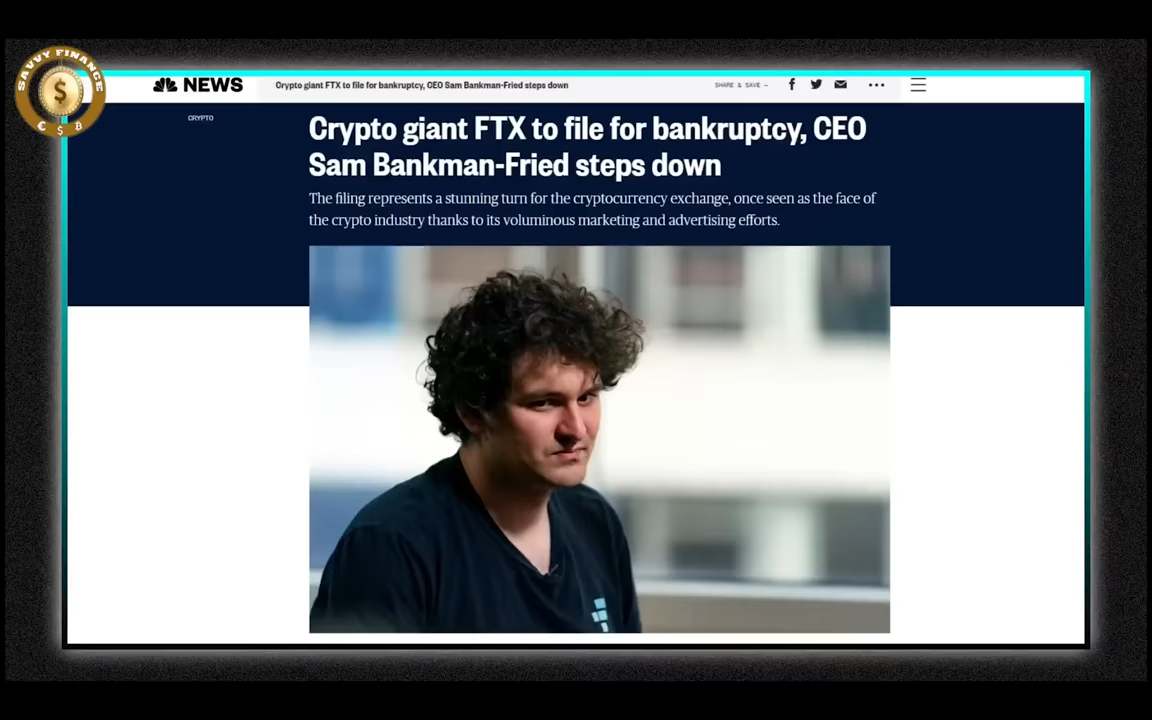 SAVVY FINANCE
$
€ $ B
NEWS
Crypto giant FTX to file for bankruptcy, CEO Sam Bankman-Fried steps down
SHARE & SAVE –
CRYPTO
Crypto giant FTX to file for bankruptcy, CEO
Sam Bankman-Fried steps down
The filing represents a stunning turn for the cryptocurrency exchange, once seen as the face of
the crypto industry thanks to its voluminous marketing and advertising efforts.